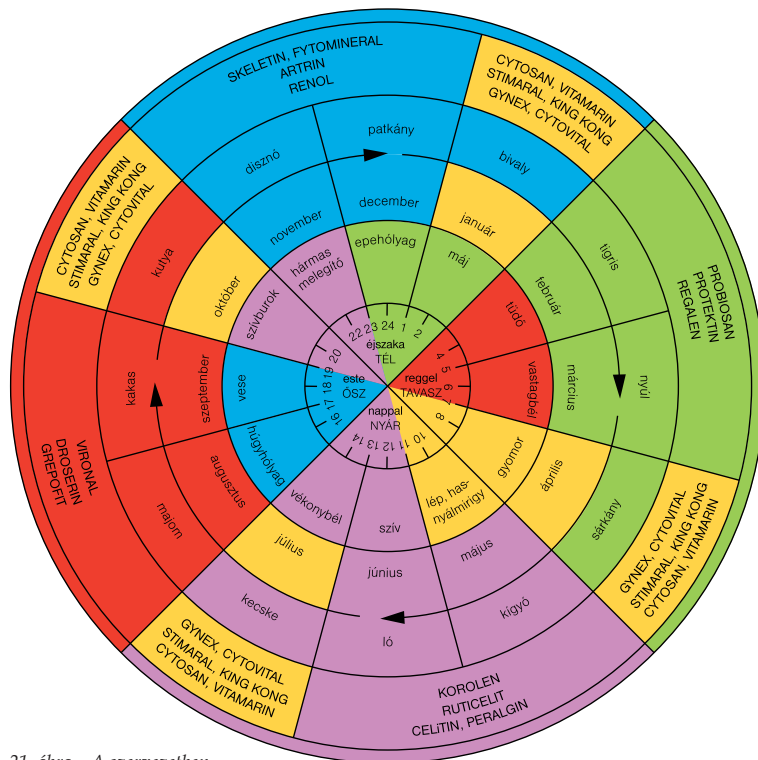 SKELETIN, FYTOMINERAL
ARTRIN
RENOL
CYTOSAN, VITAMARIN
STIMARAL, KING KONG
GYNEX, CYTOVITAL
PROBIOSAN
PROTEKTIN
REGALEN
GYNEX, CYTOVITAL
STIMARAL, KING KONG
CYTOSAN, VITAMARIN
KOROLEN
RUTICELIT
CELiTIN, PERALGIN
GYNEX, CYTOVITAL
STIMARAL, KING KONG
CYTOSAN, VITAMARIN
VIRONAL
DROSERIN
GREPOFIT
CYTOSAN, VITAMARIN
STIMARAL, KING KONG
GYNEX, CYTOVITAL
patkány
bivaly
tigris
nyúl
sárkány
kígyó
ló
kecske
majom
kakas
kutya
disznó
december
január
február
március
április
május
június
július
augusztus
szeptember
október
november
epehólyag
máj
tüdő
vastagbél
gyomor
lép, has-
nyálmirigy
szív
vékonybél
húgyhólyag
vese
szívburok
hármas
melegítő
24
1
2
4
5
6
7
8
10
11
12
13
14
16
17
18
19
20
22
23
éjszaka
TÉL
reggel
TAVASZ
nappal
NYÁR
este
ŐSZ